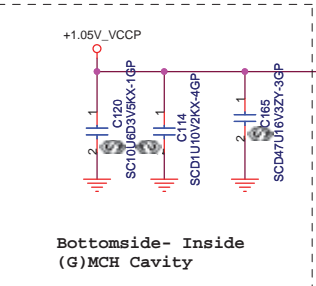 +1.05V_VCCP
1
2
C120
SC10U6D3V5KX-1GP
1
2
C114
SCD1U10V2KX-4GP
1
2
C165
SCD47U16V3ZY-3GP
Bottomside- Inside
(G)MCH Cavity